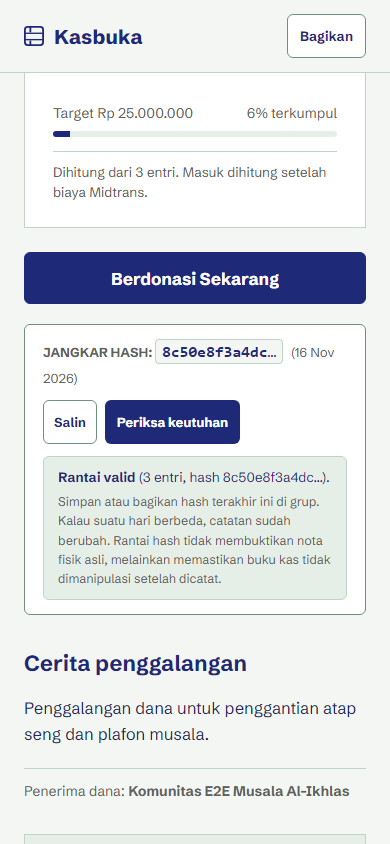 Kasbuka
Bagikan
Target Rp 25.000.000 6% terkumpul
Dihitung dari 3 entri. Masuk dihitung setelah
biaya Midtrans.
Berdonasi Sekarang
JANGKAR HASH: 8c50e8f3a4dc… (16 Nov
2026)
Salin
Periksa keutuhan
Rantai valid (3 entri, hash 8c50e8f3a4dc…).
Simpan atau bagikan hash terakhir ini di grup.
Kalau suatu hari berbeda, catatan sudah
berubah. Rantai hash tidak membuktikan nota
fisik asli, melainkan memastikan buku kas tidak
dimanipulasi setelah dicatat.
Cerita penggalangan
Penggalangan dana untuk penggantian atap
seng dan plafon musala.
Penerima dana: Komunitas E2E Musala Al-Ikhlas